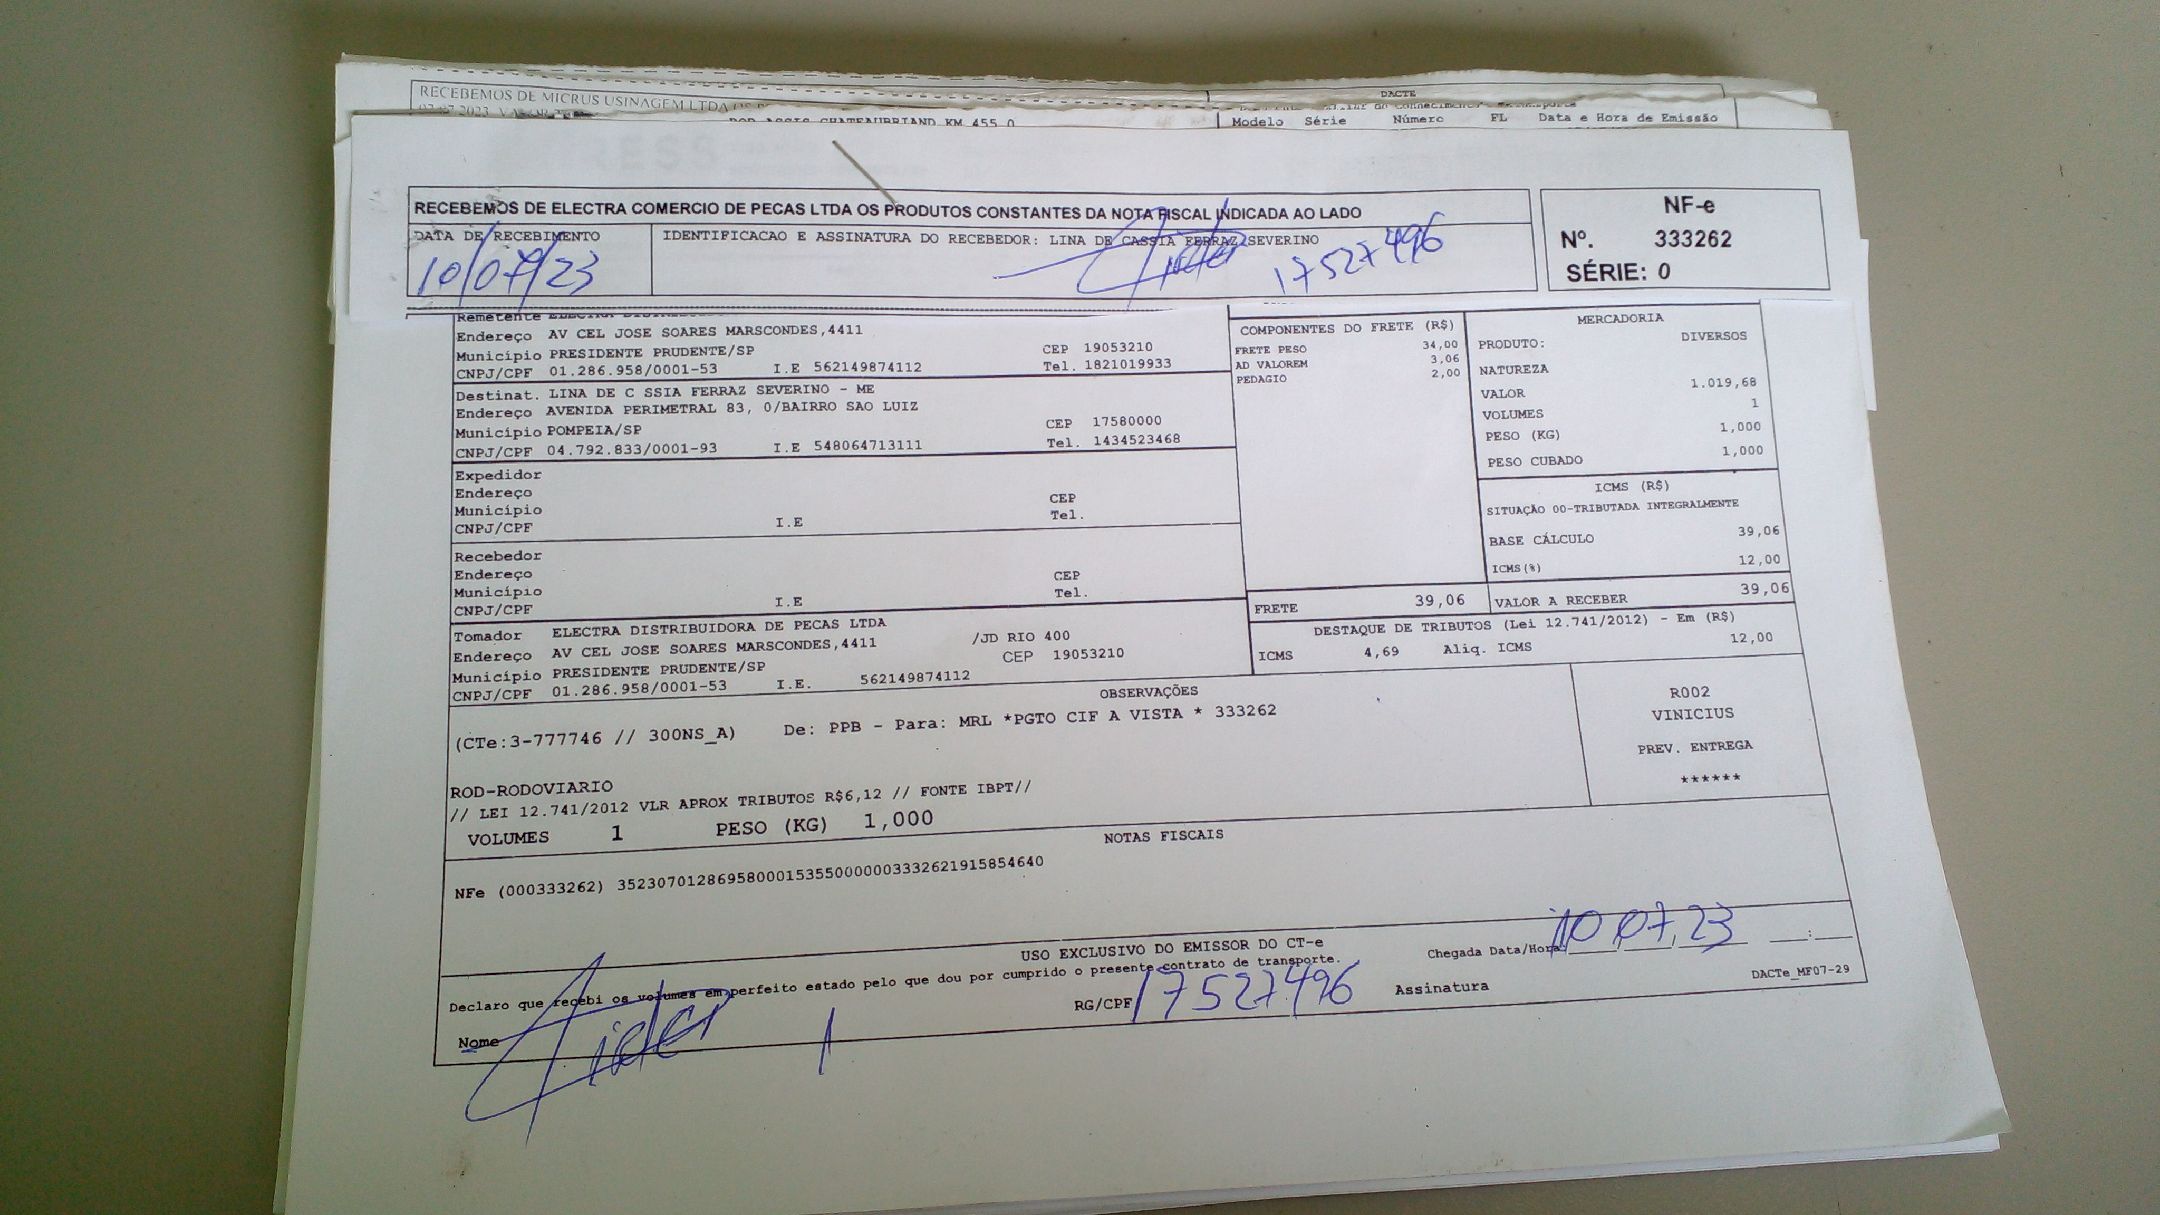 RECEBEMOS DE MICRUS USINAGEM LTDA OS
ROD ASSIS CHATEAUBRIAND KM 455 0
DACTE
Modelo Série Número FL Data e Hora de Emissão
RECEBEMOS DE ELECTRA COMERCIO DE PECAS LTDA OS PRODUTOS CONSTANTES DA NOTA FISCAL INDICADA AO LADO
DATA DE RECEBIMENTO
10/07/23
IDENTIFICACAO E ASSINATURA DO RECEBEDOR: LINA DE CASSIA FERRAZ SEVERINO
17527496
NF-e
Nº. 333262
SÉRIE: 0
Remetente
Endereço AV CEL JOSE SOARES MARSCONDES,4411
Município PRESIDENTE PRUDENTE/SP CEP 19053210
CNPJ/CPF 01.286.958/0001-53 I.E 562149874112 Tel. 1821019933
Destinat. LINA DE C SSIA FERRAZ SEVERINO - ME
Endereço AVENIDA PERIMETRAL 83, 0/BAIRRO SAO LUIZ
Município POMPEIA/SP CEP 17580000
CNPJ/CPF 04.792.833/0001-93 I.E 548064713111 Tel. 1434523468
Expedidor
Endereço CEP
Município Tel.
CNPJ/CPF I.E
Recebedor
Endereço CEP
Município Tel.
CNPJ/CPF I.E
Tomador ELECTRA DISTRIBUIDORA DE PECAS LTDA
Endereço AV CEL JOSE SOARES MARSCONDES,4411 /JD RIO 400
Município PRESIDENTE PRUDENTE/SP CEP 19053210
CNPJ/CPF 01.286.958/0001-53 I.E. 562149874112
COMPONENTES DO FRETE (R$)
FRETE PESO 34,00
AD VALOREM 3,06
PEDAGIO 2,00
FRETE 39,06
MERCADORIA
PRODUTO: DIVERSOS
NATUREZA
VALOR 1.019,68
VOLUMES 1
PESO (KG) 1,000
PESO CUBADO 1,000
ICMS (R$)
SITUAÇÃO 00-TRIBUTADA INTEGRALMENTE
BASE CÁLCULO 39,06
ICMS(%) 12,00
VALOR A RECEBER 39,06
DESTAQUE DE TRIBUTOS (Lei 12.741/2012) - Em (R$)
ICMS 4,69 Aliq. ICMS 12,00
OBSERVAÇÕES
(CTe:3-777746 // 300NS_A) De: PPB - Para: MRL *PGTO CIF A VISTA * 333262
ROD-RODOVIARIO
// LEI 12.741/2012 VLR APROX TRIBUTOS R$6,12 // FONTE IBPT//
VOLUMES 1 PESO (KG) 1,000
R002
VINICIUS
PREV. ENTREGA
******
NOTAS FISCAIS
NFe (000333262) 35230701286958000153550000003332621915854640
USO EXCLUSIVO DO EMISSOR DO CT-e
Declaro que recebi os volumes em perfeito estado pelo que dou por cumprido o presente contrato de transporte.
Chegada Data/Hora: 10 07 23 __:__
Nome
RG/CPF 17527496
Assinatura
DACTe_MF07-29